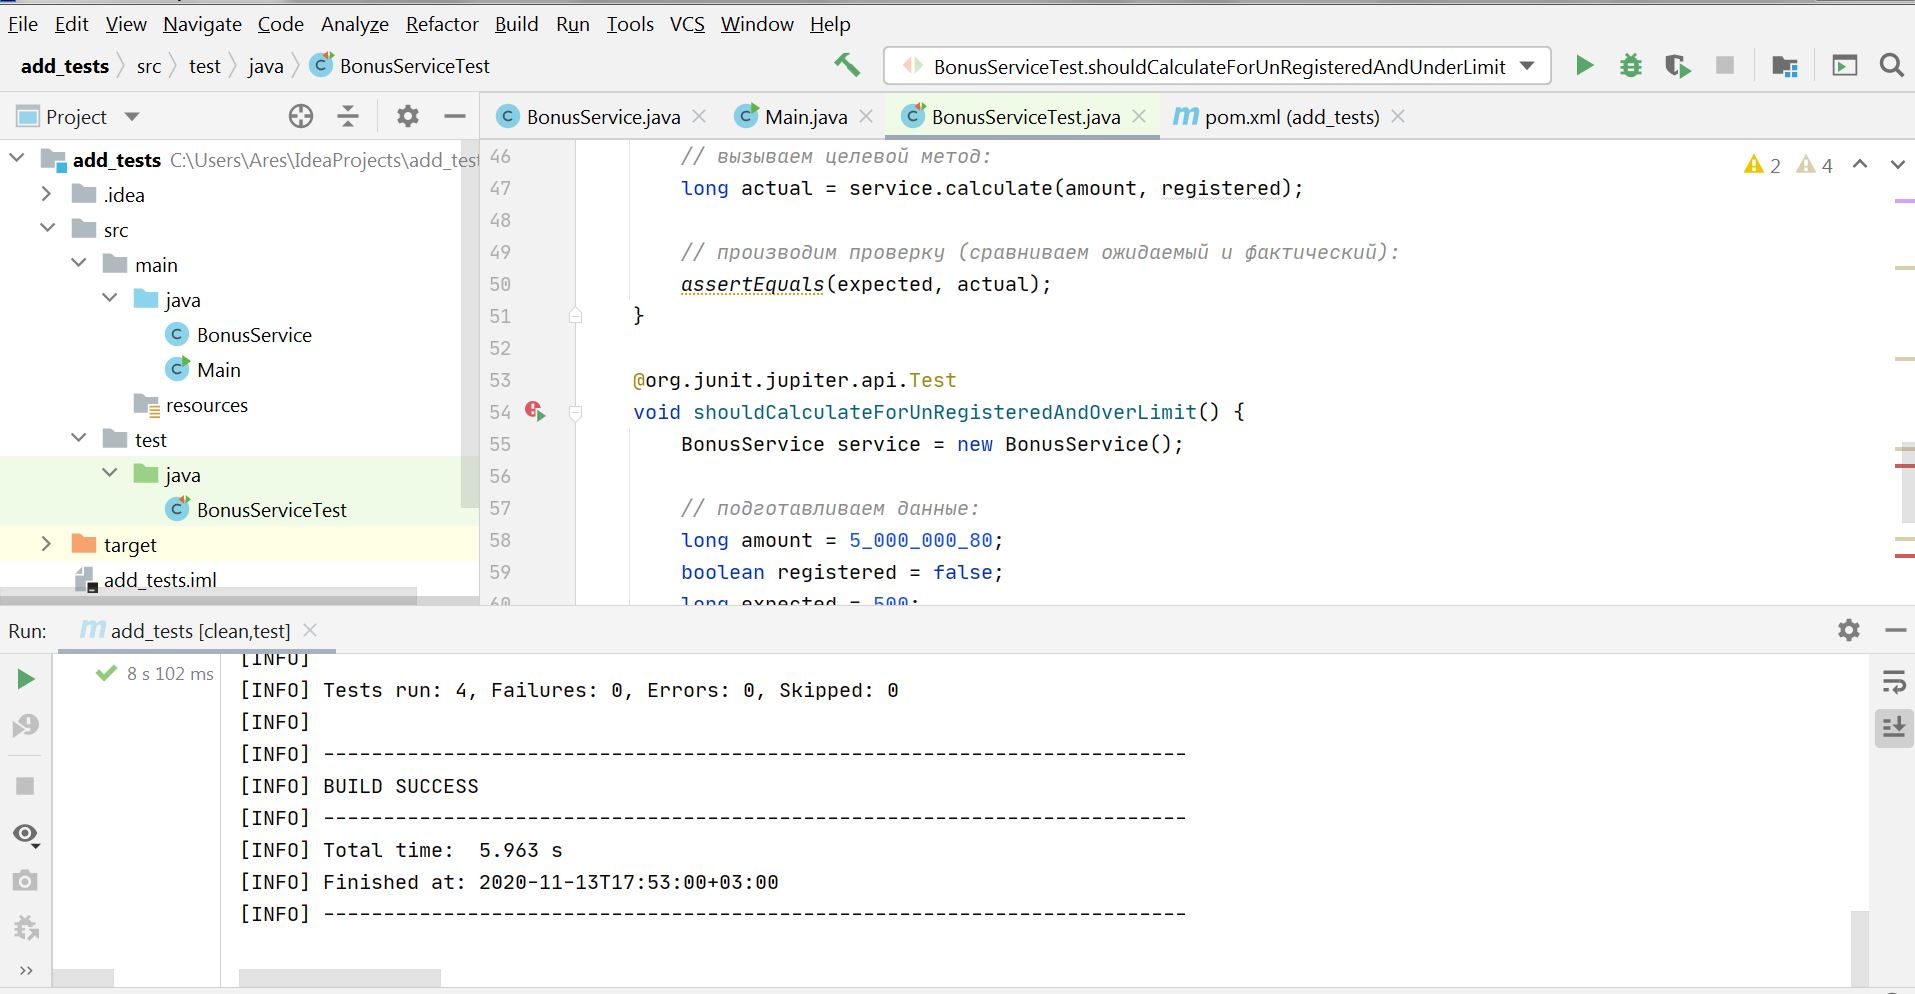 File Edit View Navigate Code Analyze Refactor Build Run Tools VCS Window Help
add_tests src test java BonusServiceTest
BonusServiceTest.shouldCalculateForUnRegisteredAndUnderLimit
Project
BonusService.java Main.java BonusServiceTest.java pom.xml (add_tests)
add_tests C:\Users\Ares\IdeaProjects\add_test
.idea
src
main
java
BonusService
Main
resources
test
java
BonusServiceTest
target
add_tests.iml
2 4
46 // вызываем целевой метод:
47 long actual = service.calculate(amount, registered);
48
49 // производим проверку (сравниваем ожидаемый и фактический):
50 assertEquals(expected, actual);
51 }
52
53 @org.junit.jupiter.api.Test
54 void shouldCalculateForUnRegisteredAndOverLimit() {
55 BonusService service = new BonusService();
56
57 // подготавливаем данные:
58 long amount = 5_000_000_80;
59 boolean registered = false;
60 long expected = 500;
Run: add_tests [clean,test]
8 s 102 ms
[INFO]
[INFO] Tests run: 4, Failures: 0, Errors: 0, Skipped: 0
[INFO]
[INFO] ------------------------------------------------------------------------
[INFO] BUILD SUCCESS
[INFO] ------------------------------------------------------------------------
[INFO] Total time:  5.963 s
[INFO] Finished at: 2020-11-13T17:53:00+03:00
[INFO] ------------------------------------------------------------------------